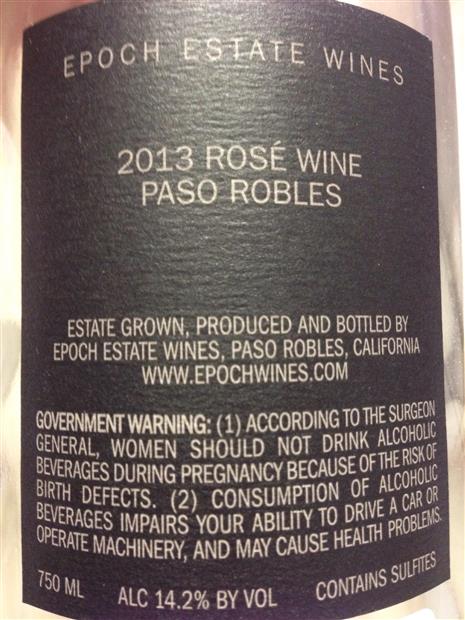 EPOCH ESTATE WINES
2013 ROSÉ WINE
PASO ROBLES
ESTATE GROWN, PRODUCED AND BOTTLED BY
EPOCH ESTATE WINES, PASO ROBLES, CALIFORNIA
WWW.EPOCHWINES.COM
GOVERNMENT WARNING: (1) ACCORDING TO THE SURGEON
GENERAL, WOMEN SHOULD NOT DRINK ALCOHOLIC
BEVERAGES DURING PREGNANCY BECAUSE OF THE RISK OF
BIRTH DEFECTS. (2) CONSUMPTION OF ALCOHOLIC
BEVERAGES IMPAIRS YOUR ABILITY TO DRIVE A CAR OR
OPERATE MACHINERY, AND MAY CAUSE HEALTH PROBLEMS.
750 ML ALC 14.2% BY VOL CONTAINS SULFITES